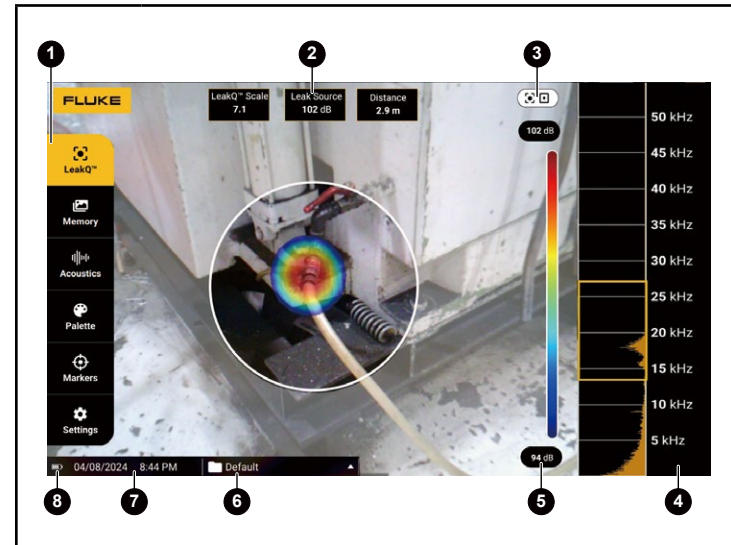 1
2
3
FLUKE
LeakQ™ Scale
7.1
Leak Source
102 dB
Distance
2.9 m
102 dB
LeakQ™
Memory
Acoustics
Palette
Markers
Settings
50 kHz
45 kHz
40 kHz
35 kHz
30 kHz
25 kHz
20 kHz
15 kHz
10 kHz
5 kHz
94 dB
04/08/2024 8:44 PM
Default
8
7
6
5
4